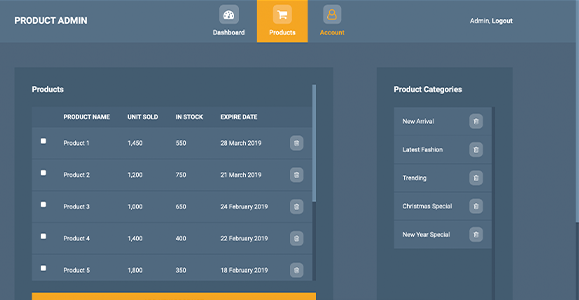 PRODUCT ADMIN
Dashboard
Products
Account
Admin, Logout
Products
PRODUCT NAME UNIT SOLD IN STOCK EXPIRE DATE
Product 1 1,450 550 28 March 2019
Product 2 1,200 750 21 March 2019
Product 3 1,000 650 24 February 2019
Product 4 1,400 400 22 February 2019
Product 5 1,800 350 18 February 2019
Product Categories
New Arrival
Latest Fashion
Trending
Christmas Special
New Year Special